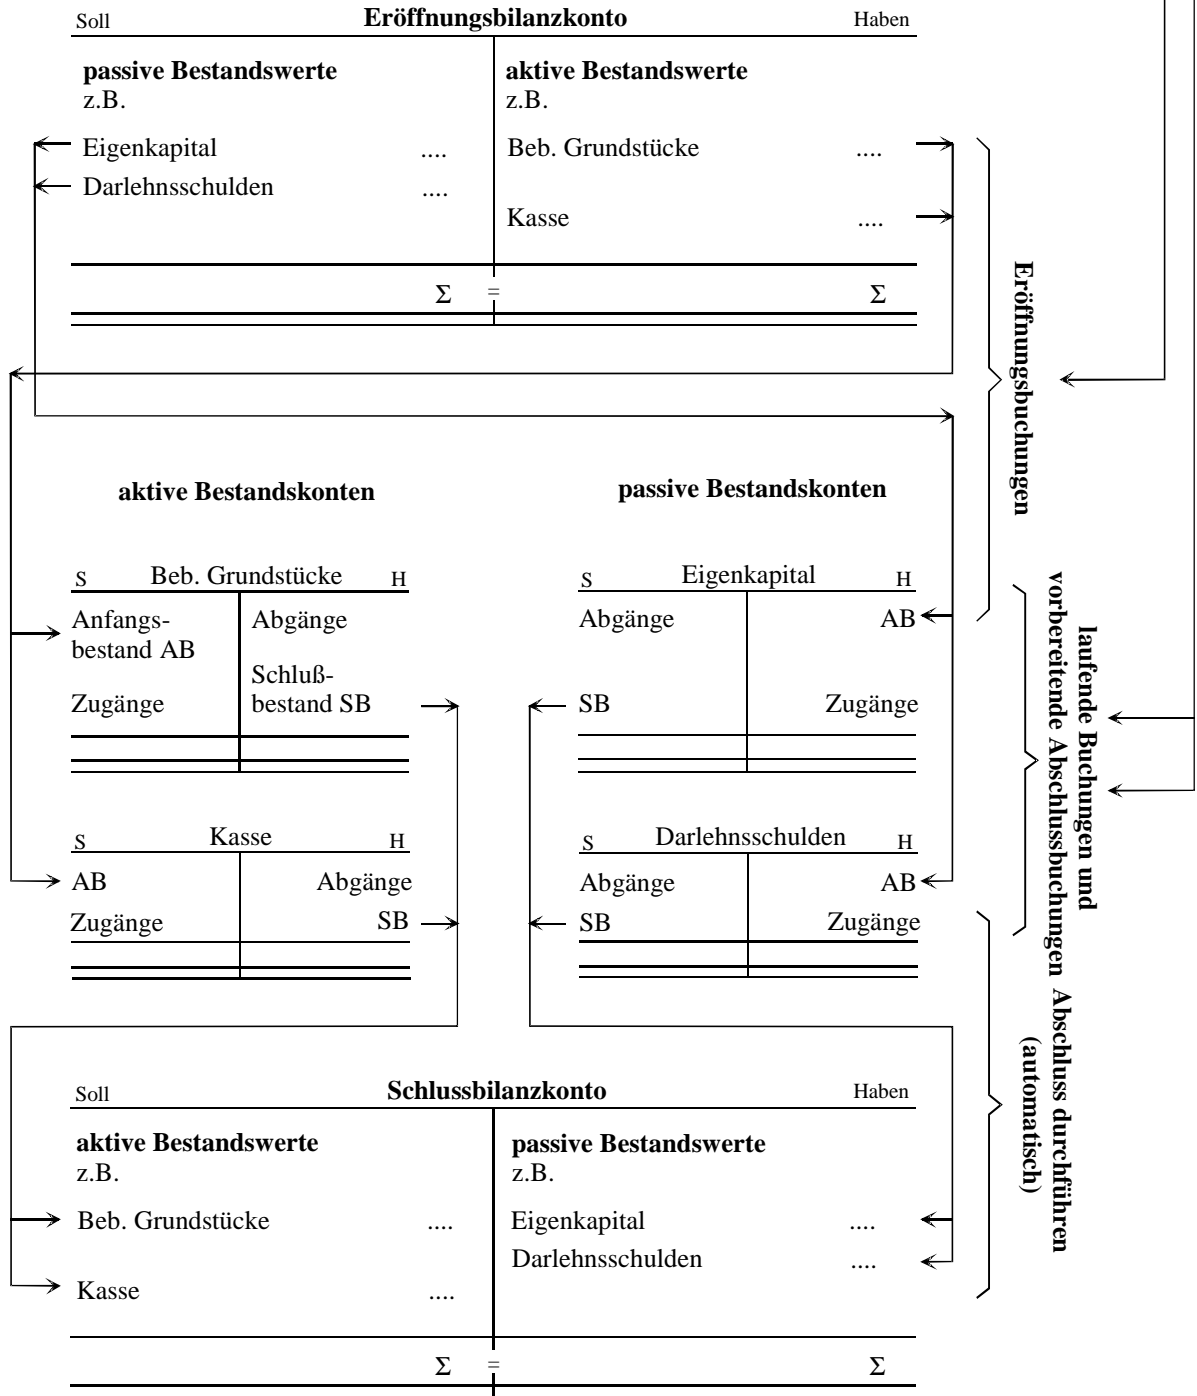 Soll Eröffnungsbilanzkonto Haben
passive Bestandswerte aktive Bestandswerte
z.B. z.B.
Eigenkapital .... Beb. Grundstücke ....
Darlehnsschulden ....
Kasse ....
Σ = Σ
Eröffnungsbuchungen
aktive Bestandskonten passive Bestandskonten
S Beb. Grundstücke H
Anfangs- Abgänge
bestand AB
Schluß-
Zugänge bestand SB
S Eigenkapital H
Abgänge AB
SB Zugänge
laufende Buchungen und
vorbereitende Abschlussbuchungen
S Kasse H
AB Abgänge
Zugänge SB
S Darlehnsschulden H
Abgänge AB
SB Zugänge
Abschluss durchführen
(automatisch)
Soll Schlussbilanzkonto Haben
aktive Bestandswerte passive Bestandswerte
z.B. z.B.
Beb. Grundstücke .... Eigenkapital ....
Darlehnsschulden ....
Kasse ....
Σ = Σ